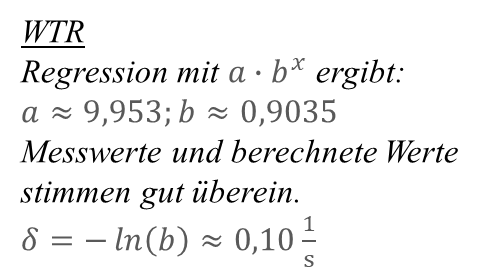 WTR
Regression mit a · b^x ergibt:
a ≈ 9,953; b ≈ 0,9035
Messwerte und berechnete Werte
stimmen gut überein.
δ = − ln(b) ≈ 0,10 1/s